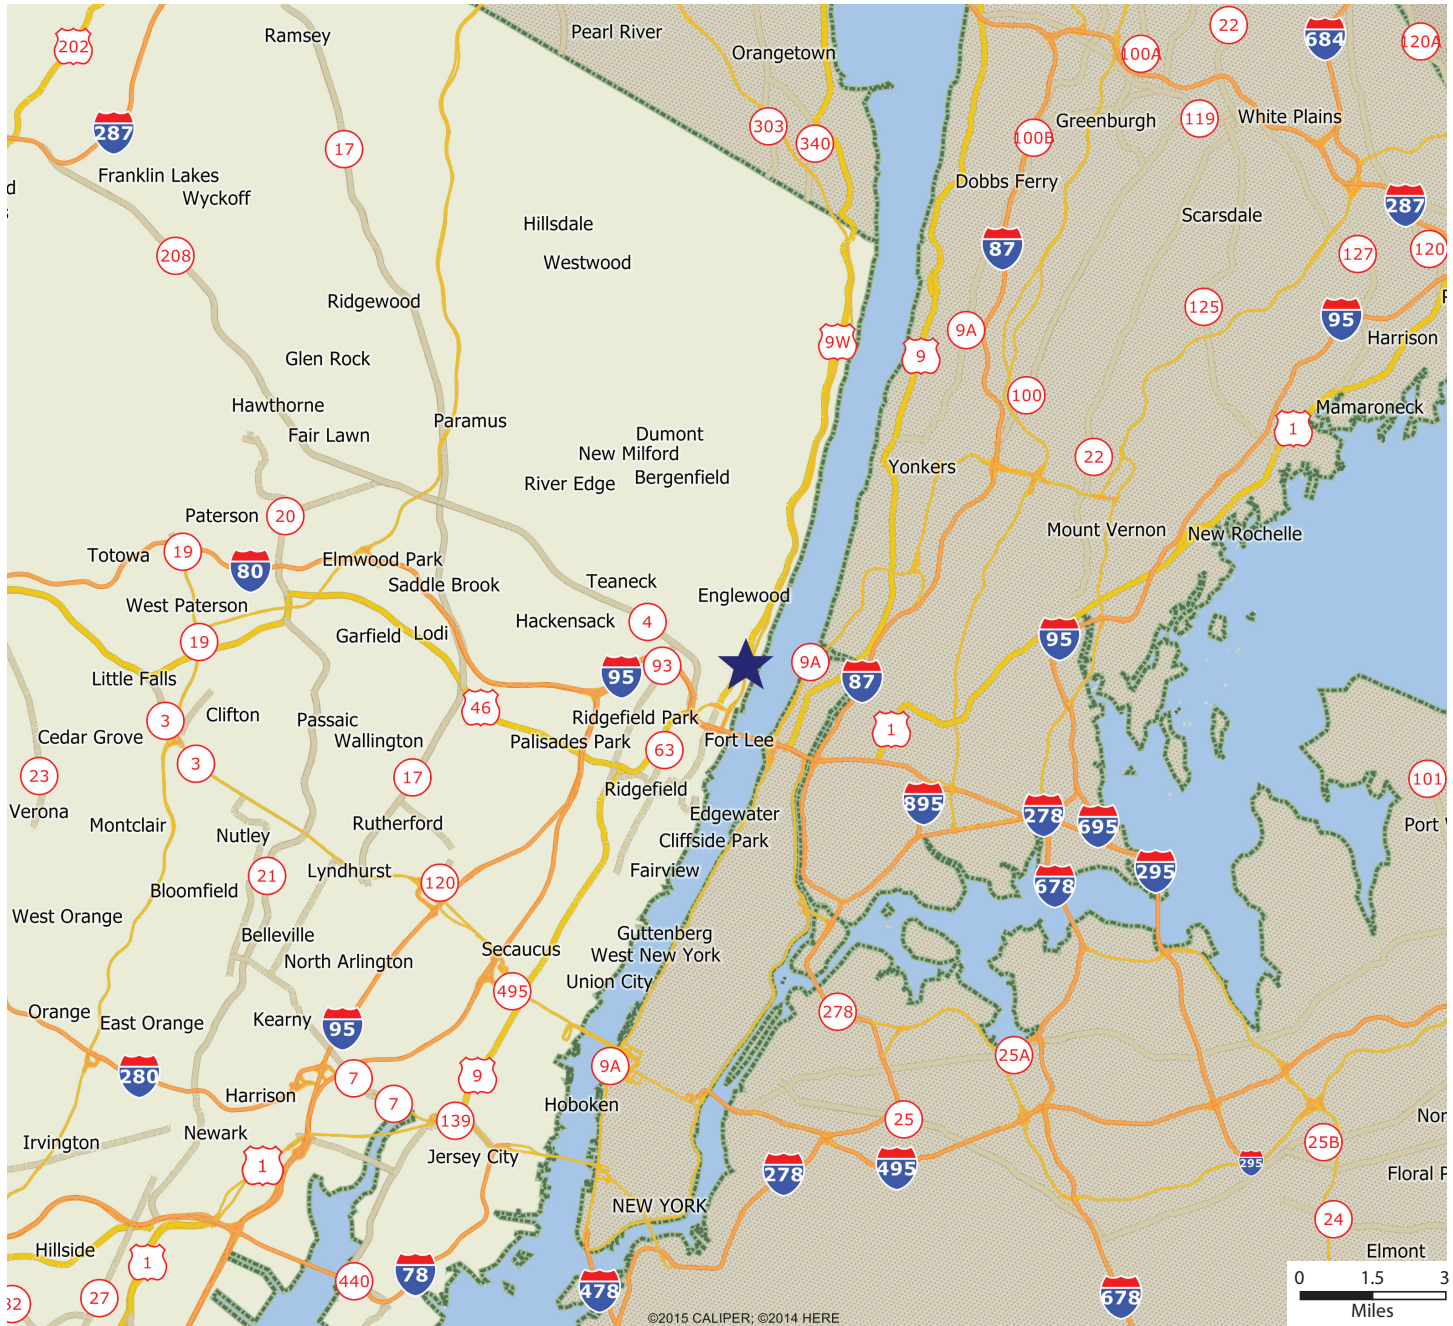 Ramsey
Pearl River
Orangetown
22
684
120A
202
100A
287
17
303
340
100B
Greenburgh
119
White Plains
Franklin Lakes
Wyckoff
Dobbs Ferry
287
Scarsdale
Hillsdale
Westwood
208
87
127
120
Ridgewood
125
95
Harrison
9W
9
9A
Glen Rock
Hawthorne
100
Mamaroneck
Fair Lawn
Paramus
Dumont
1
New Milford
Bergenfield
River Edge
Yonkers
22
Paterson
20
Mount Vernon
New Rochelle
Totowa
19
80
Elmwood Park
Saddle Brook
Teaneck
Englewood
West Paterson
19
Garfield
Lodi
Hackensack
4
95
Little Falls
95
93
9A
87
3
Clifton
Passaic
46
Ridgefield Park
1
Cedar Grove
Wallington
Palisades Park
63
Fort Lee
23
3
17
Ridgefield
101
Verona
Montclair
Nutley
Rutherford
Edgewater
895
278
695
Port
Cliffside Park
Bloomfield
21
Lyndhurst
120
Fairview
678
295
West Orange
Belleville
North Arlington
Secaucus
Guttenberg
West New York
Union City
495
278
Orange
East Orange
Kearny
95
25A
280
Harrison
7
7
9
9A
Hoboken
139
25
Irvington
Newark
Jersey City
1
278
495
295
25B
Floral
NEW YORK
24
Hillside
1
Elmont
27
440
78
478
678
0 1.5 3
Miles
©2015 CALIPER; ©2014 HERE